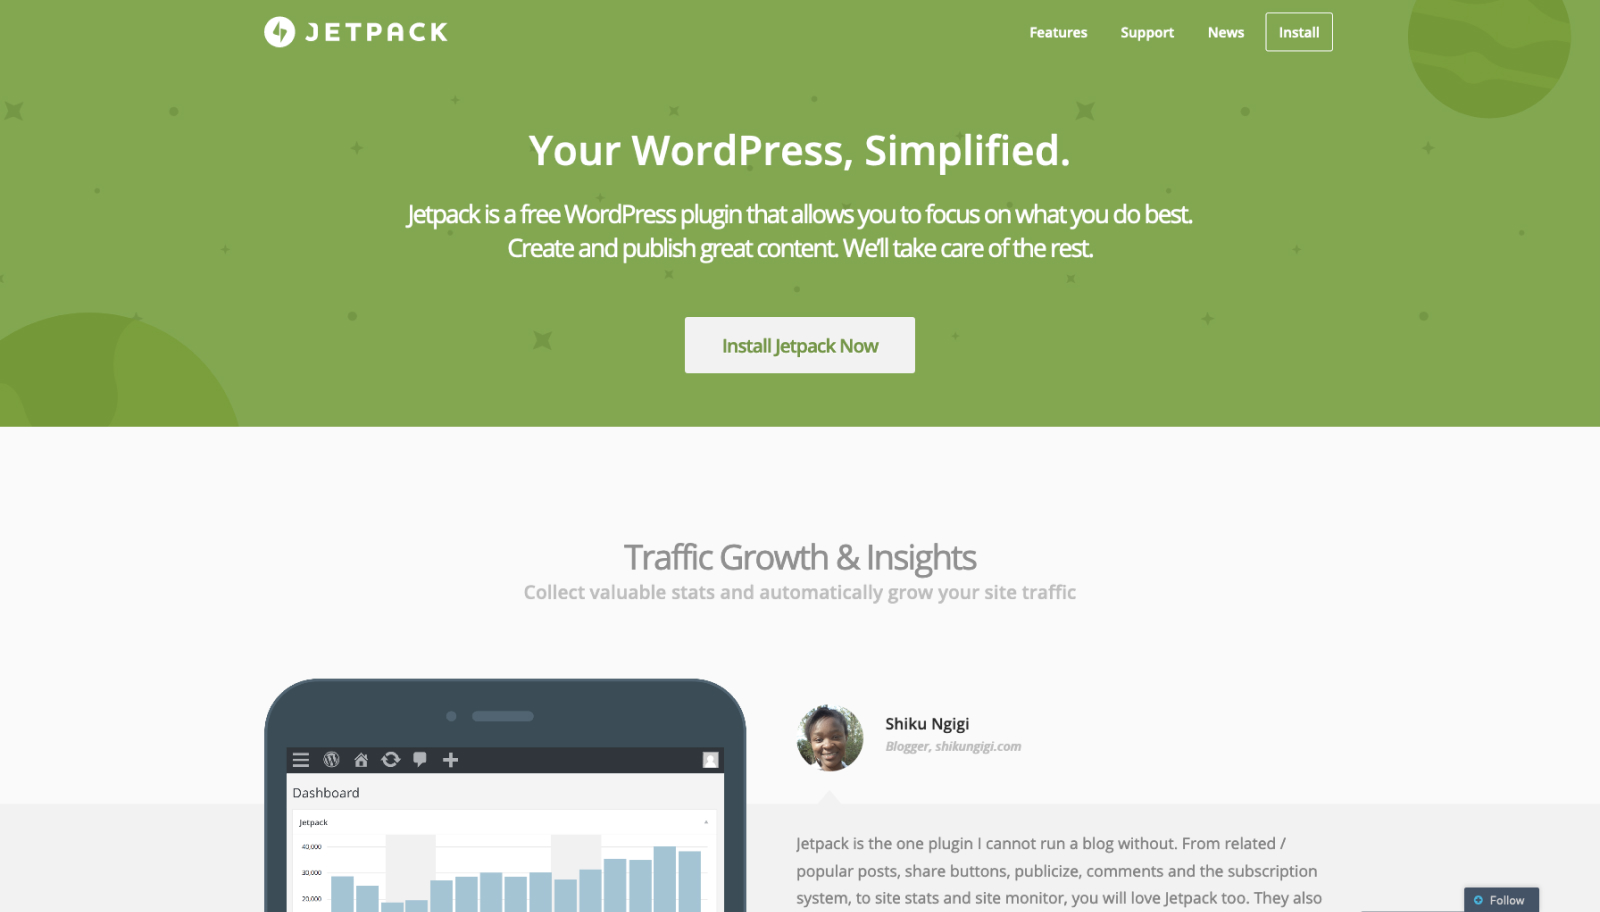 JETPACK
Features
Support
News
Install
Your WordPress, Simplified.
Jetpack is a free WordPress plugin that allows you to focus on what you do best.
Create and publish great content. We'll take care of the rest.
Install Jetpack Now
Traffic Growth & Insights
Collect valuable stats and automatically grow your site traffic
Dashboard
Jetpack
40,000
30,000
20,000
Shiku Ngigi
Blogger, shikungigi.com
Jetpack is the one plugin I cannot run a blog without. From related /
popular posts, share buttons, publicize, comments and the subscription
system, to site stats and site monitor, you will love Jetpack too. They also
Follow